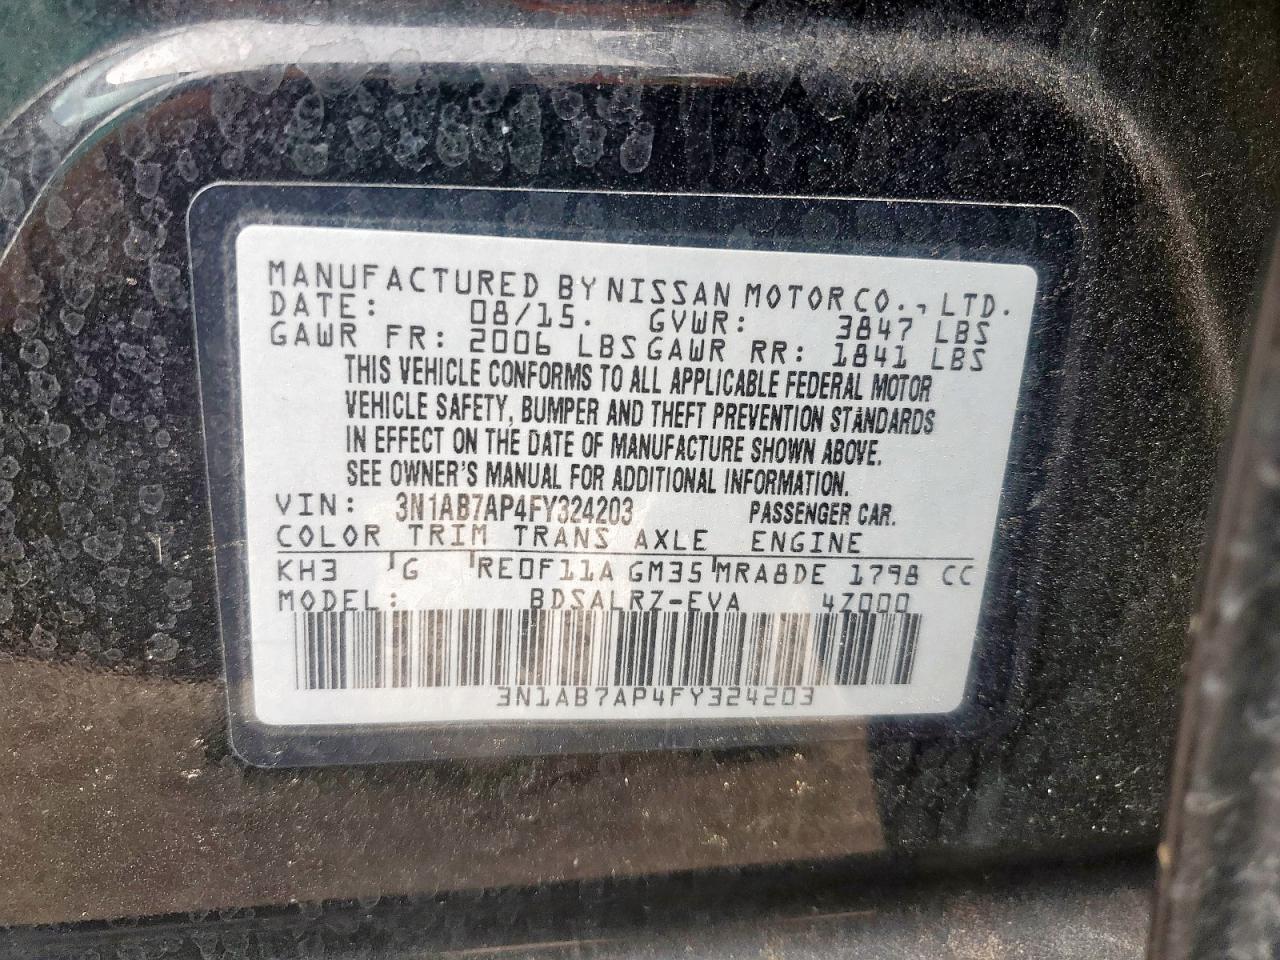 MANUFACTURED BY NISSAN MOTOR CO., LTD.
DATE: 08/15. GVWR: 3847 LBS
GAWR FR: 2006 LBS GAWR RR: 1841 LBS
THIS VEHICLE CONFORMS TO ALL APPLICABLE FEDERAL MOTOR
VEHICLE SAFETY, BUMPER AND THEFT PREVENTION STANDARDS
IN EFFECT ON THE DATE OF MANUFACTURE SHOWN ABOVE.
SEE OWNER'S MANUAL FOR ADDITIONAL INFORMATION.
VIN: 3N1AB7AP4FY324203 PASSENGER CAR.
COLOR TRIM TRANS AXLE ENGINE
KH3 G RE0F11A GM35 MRA8DE 1798 CC
MODEL: BDSALRZ-EVA 4Z000
3N1AB7AP4FY324203